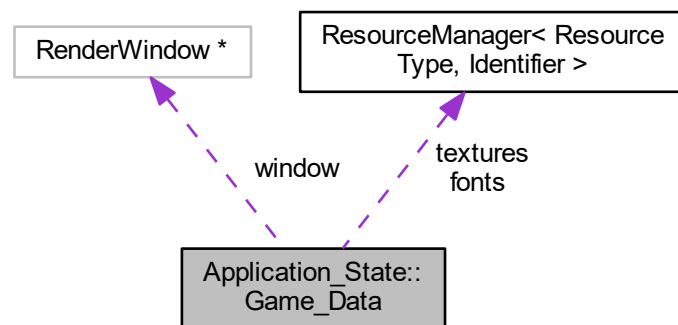 RenderWindow *
ResourceManager< Resource
Type, Identifier >
window
textures
fonts
Application_State::
Game_Data